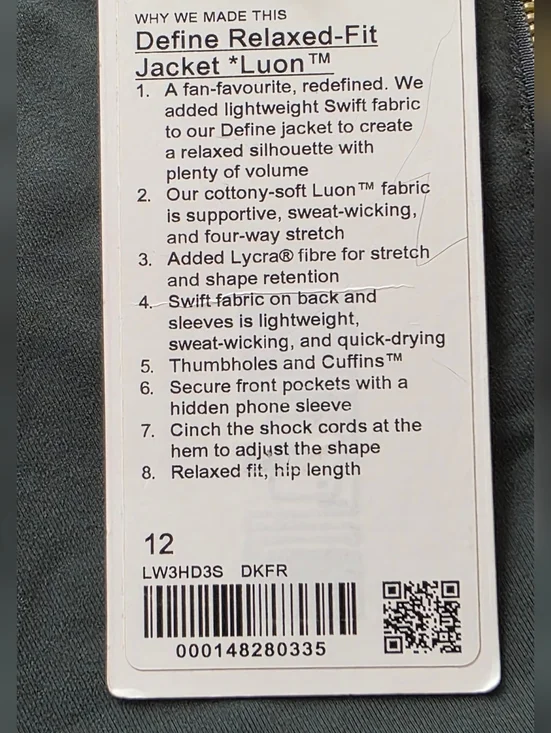 WHY WE MADE THIS
Define Relaxed-Fit
Jacket *Luon™
1. A fan-favourite, redefined. We
added lightweight Swift fabric
to our Define jacket to create
a relaxed silhouette with
plenty of volume
2. Our cottony-soft Luon™ fabric
is supportive, sweat-wicking,
and four-way stretch
3. Added Lycra® fibre for stretch
and shape retention
4. Swift fabric on back and
sleeves is lightweight,
sweat-wicking, and quick-drying
5. Thumbholes and Cuffins™
6. Secure front pockets with a
hidden phone sleeve
7. Cinch the shock cords at the
hem to adjust the shape
8. Relaxed fit, hip length
12
LW3HD3S DKFR
000148280335